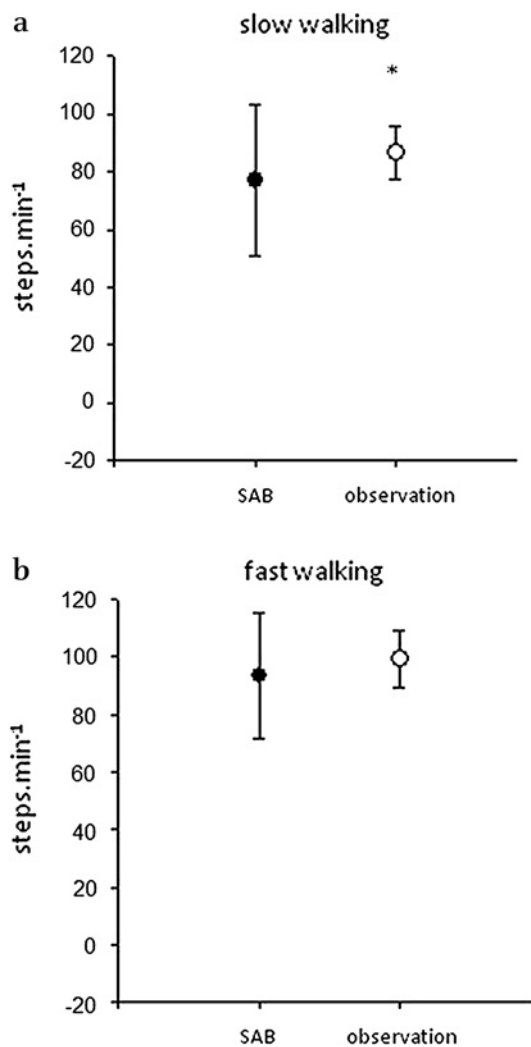 a
slow walking
*
120
100
80
60
40
20
0
-20
steps.min⁻¹
SAB observation
b
fast walking
120
100
80
60
40
20
0
-20
steps.min⁻¹
SAB observation